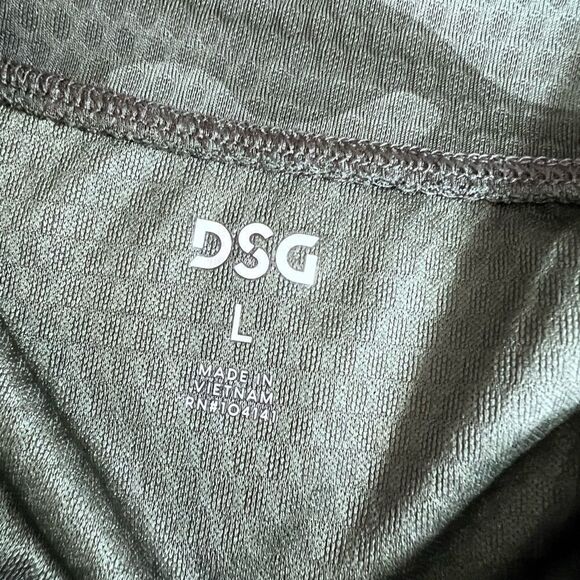 DSG
L
MADE IN
VIETNAM
RN#104141